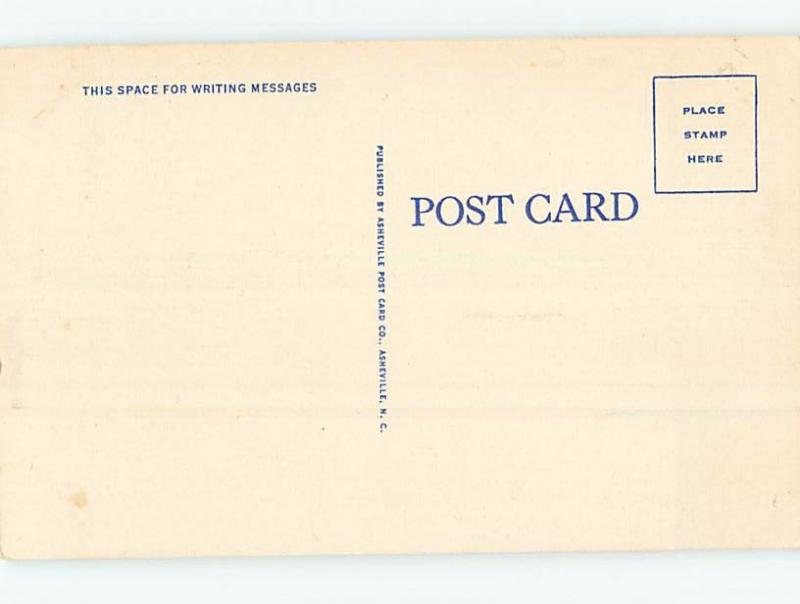 THIS SPACE FOR WRITING MESSAGES
PUBLISHED BY ASHEVILLE POST CARD CO., ASHEVILLE, N. C.
POST CARD
PLACE
STAMP
HERE